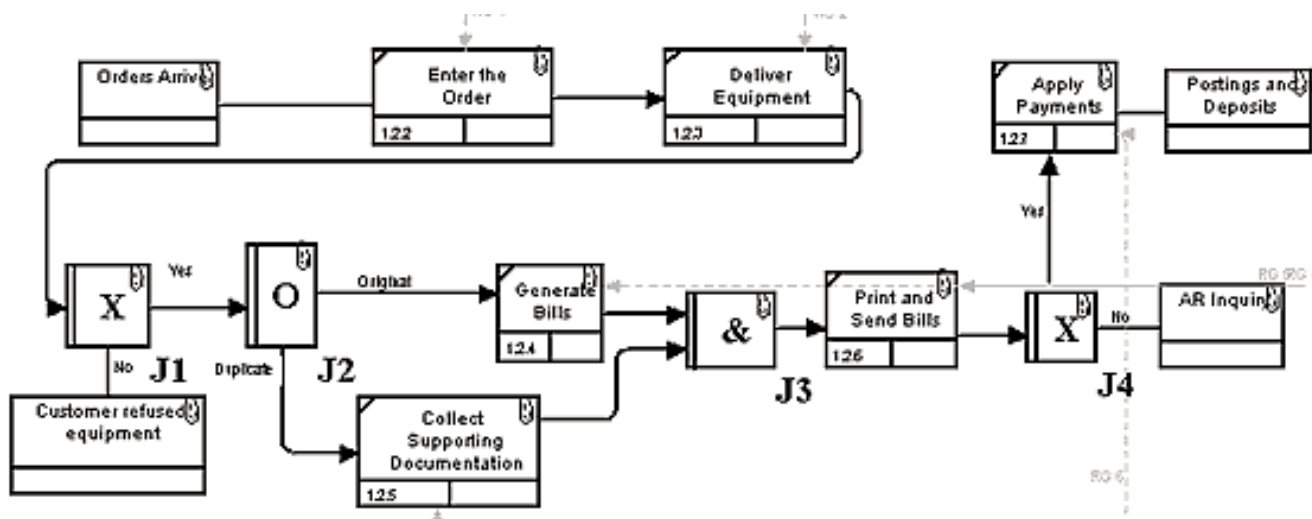 Orders Arrive
Enter the
Order
1.2.2
Deliver
Equipment
1.2.3
Apply
Payments
1.2.7
Postings and
Deposits
Yes
X
Yes
J1
No
Customer refused
equipment
O
J2
Original
Duplicate
Generate
Bills
1.2.4
Collect
Supporting
Documentation
1.2.5
&
J3
Print and
Send Bills
1.2.6
X
J4
No
AR Inquiry
RG 6